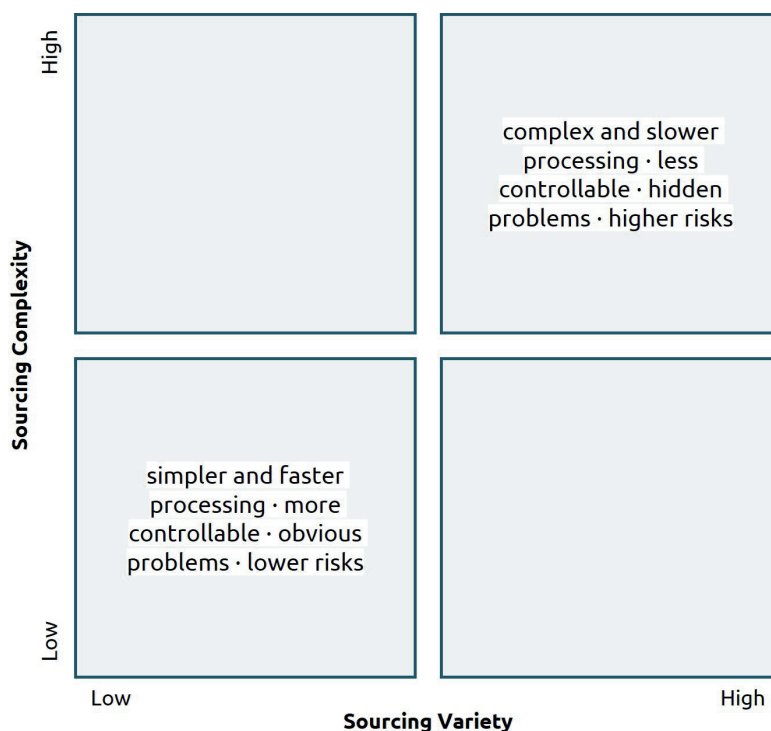 High
complex and slower
processing · less
controllable · hidden
problems · higher risks
Sourcing Complexity
simpler and faster
processing · more
controllable · obvious
problems · lower risks
Low
Low
High
Sourcing Variety